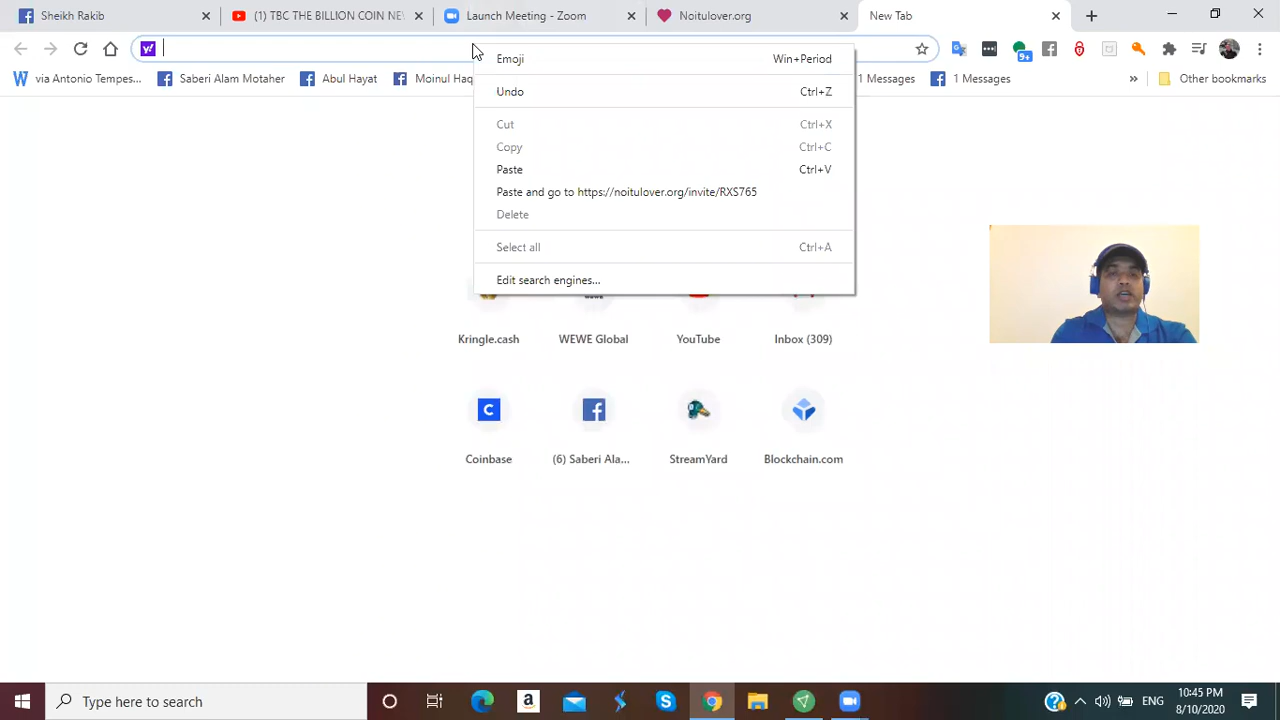 Sheikh Rakib
(1) TBC THE BILLION COIN NEW
Launch Meeting - Zoom
Noitulover.org
New Tab
y!
9+
W via Antonio Tempes...
Saberi Alam Motaher
Abul Hayat
Moinul Haq
1 Messages
1 Messages
»
Other bookmarks
Emoji Win+Period
Undo Ctrl+Z
Cut Ctrl+X
Copy Ctrl+C
Paste Ctrl+V
Paste and go to https://noitulover.org/invite/RXS765
Delete
Select all Ctrl+A
Edit search engines...
Kringle.cash
WEWE Global
YouTube
Inbox (309)
Coinbase
(6) Saberi Ala...
StreamYard
Blockchain.com
Type here to search
ENG
10:45 PM
8/10/2020